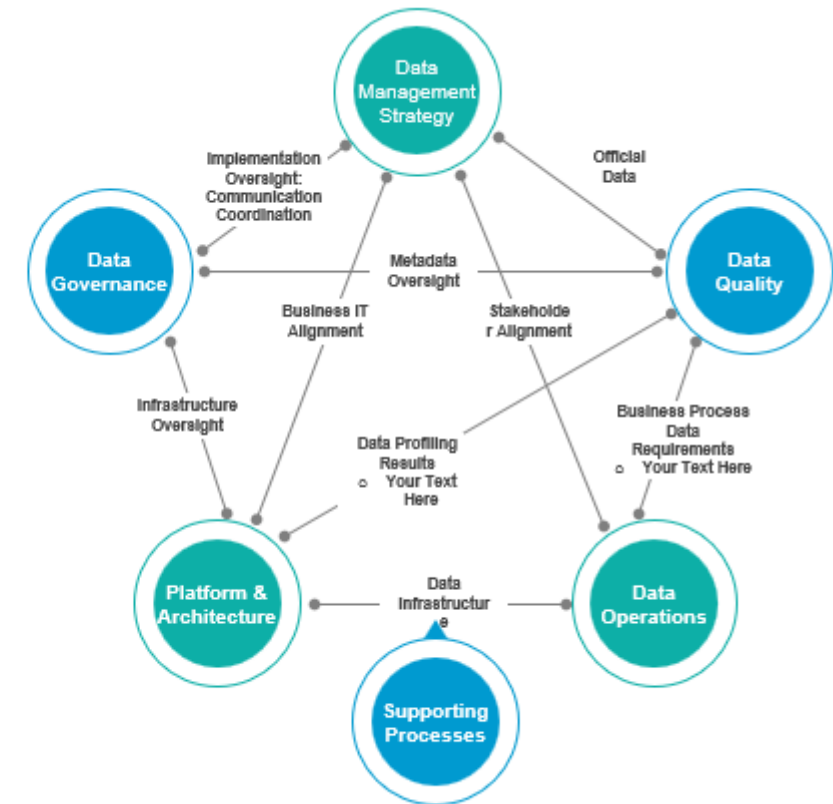 Data
Management
Strategy
Implementation
Oversight:
Communication
Coordination
Official
Data
Data
Governance
Metadata
Oversight
Data
Quality
Business IT
Alignment
Stakeholde
r Alignment
Infrastructure
Oversight
Business Process
Data
Requirements
o Your Text Here
Data Profiling
Results
o Your Text
Here
Platform &
Architecture
Data
Infrastructur
e
Data
Operations
Supporting
Processes